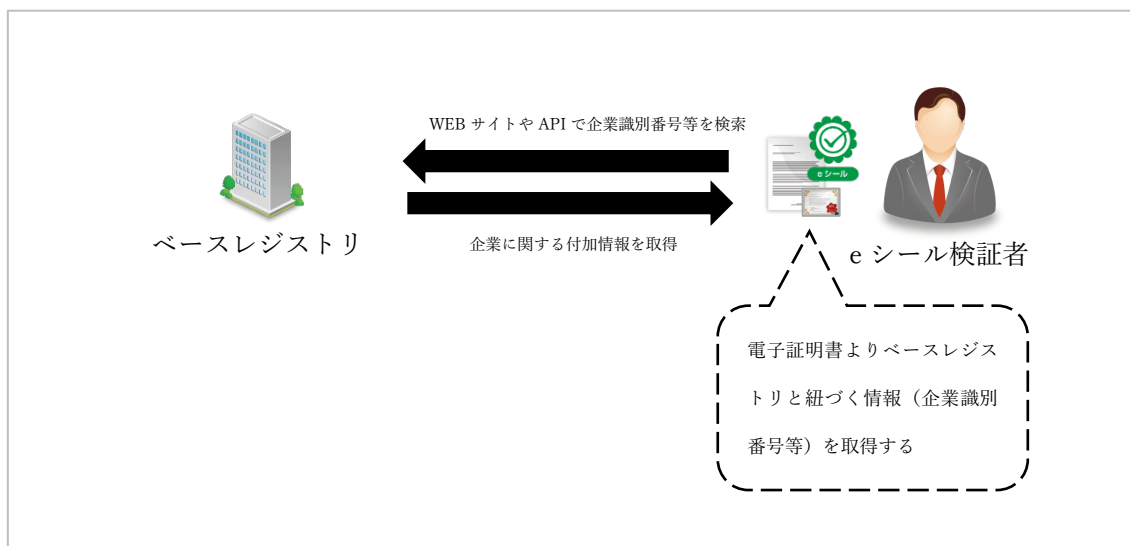 WEB サイトや API で企業識別番号等を検索
e シール
ベースレジストリ
企業に関する付加情報を取得
e シール検証者
電子証明書よりベースレジス
トリと紐づく情報（企業識別
番号等）を取得する